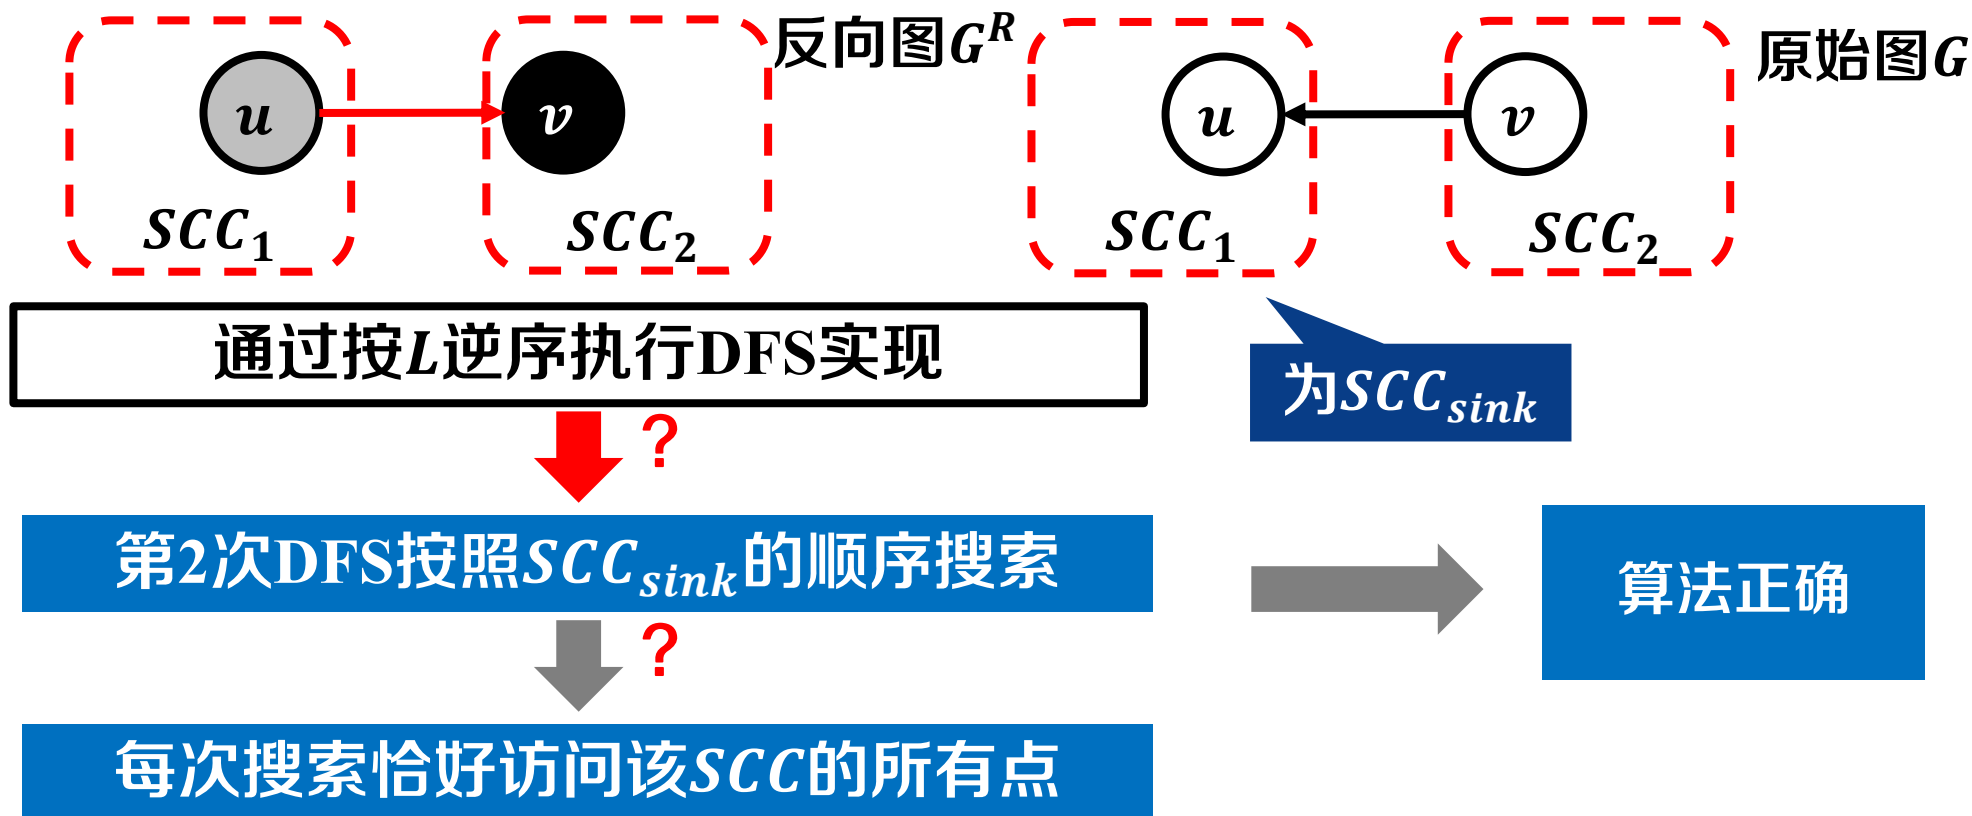 反向图G^R
原始图G
u
v
u
v
SCC₁
SCC₂
SCC₁
SCC₂
通过按L逆序执行DFS实现
为SCC_sink
?
第2次DFS按照SCC_sink的顺序搜索
算法正确
?
每次搜索恰好访问该SCC的所有点